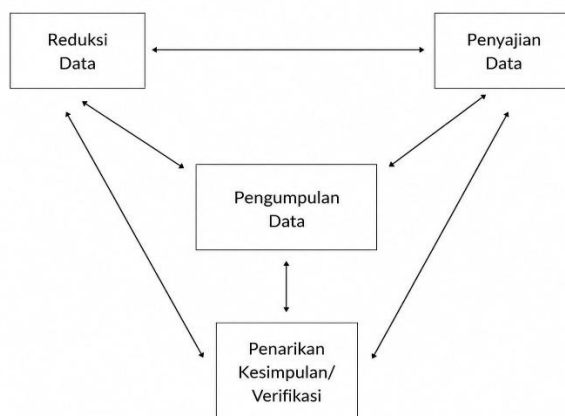 Reduksi
Data
Penyajian
Data
Pengumpulan
Data
Penarikan
Kesimpulan/
Verifikasi